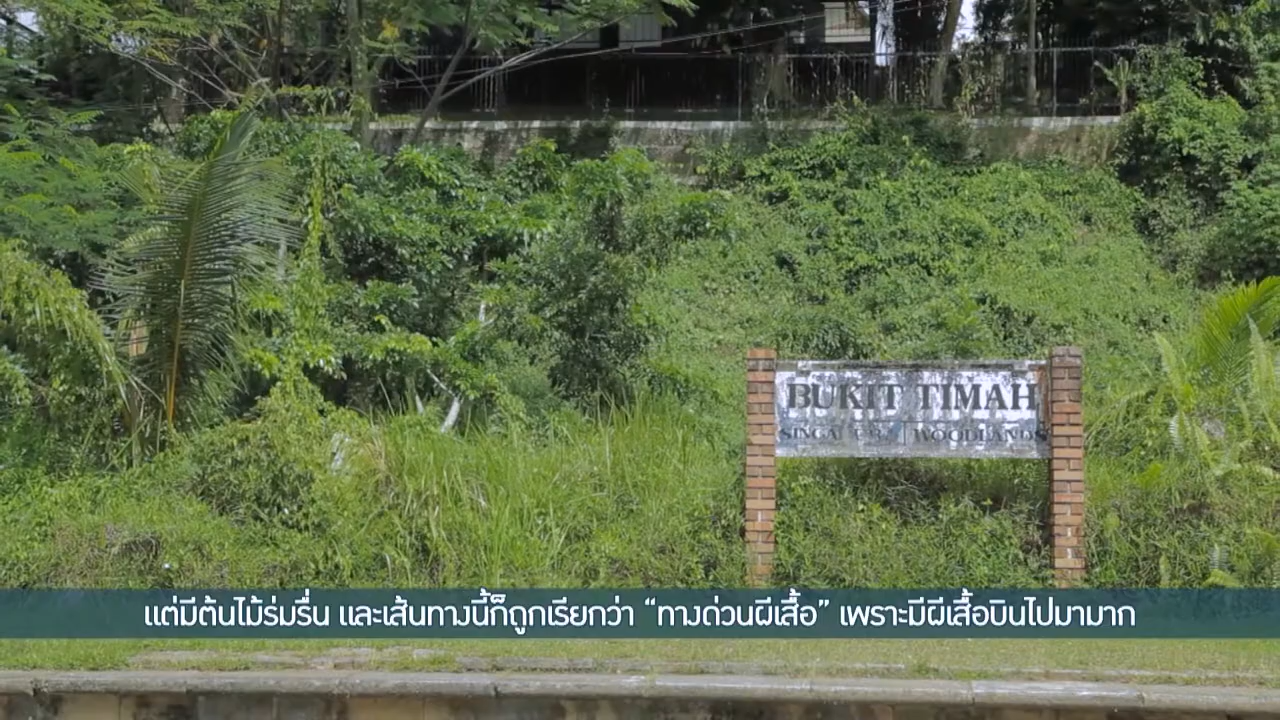 BUKIT TIMAH
WOODLANDS
แต่มีต้นไม้ร่มรื่น และเส้นทางนี้ก็ถูกเรียกว่า “ทางด่วนผีเสื้อ” เพราะมีผีเสื้อบินไปมามาก